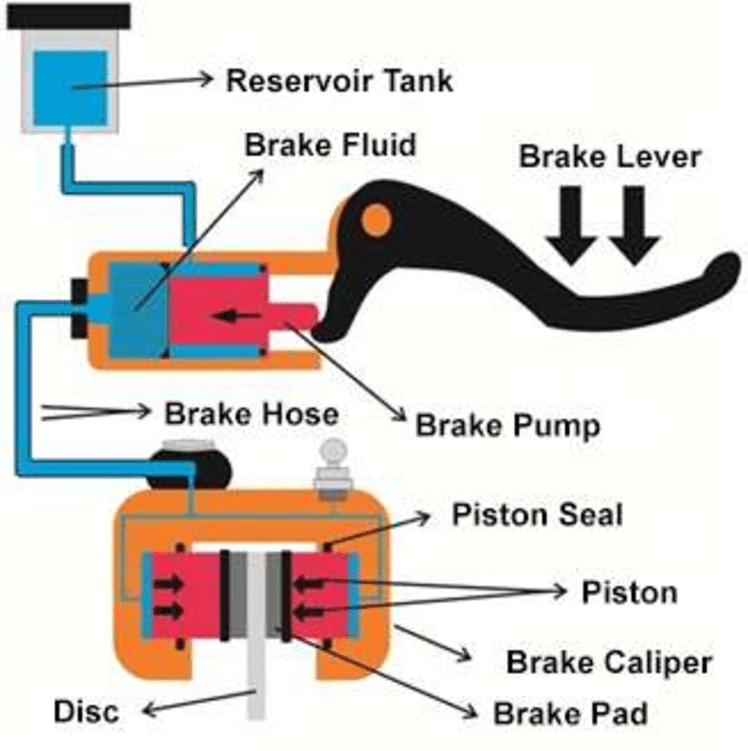 Reservoir Tank
Brake Fluid
Brake Lever
Brake Hose
Brake Pump
Piston Seal
Piston
Brake Caliper
Disc
Brake Pad